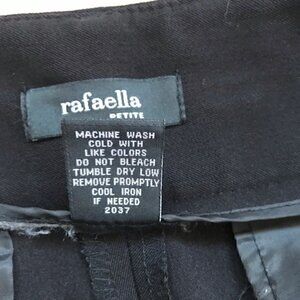 rafaella
PETITE
MACHINE WASH
COLD WITH
LIKE COLORS
DO NOT BLEACH
TUMBLE DRY LOW
REMOVE PROMPTLY
COOL IRON
IF NEEDED
2037